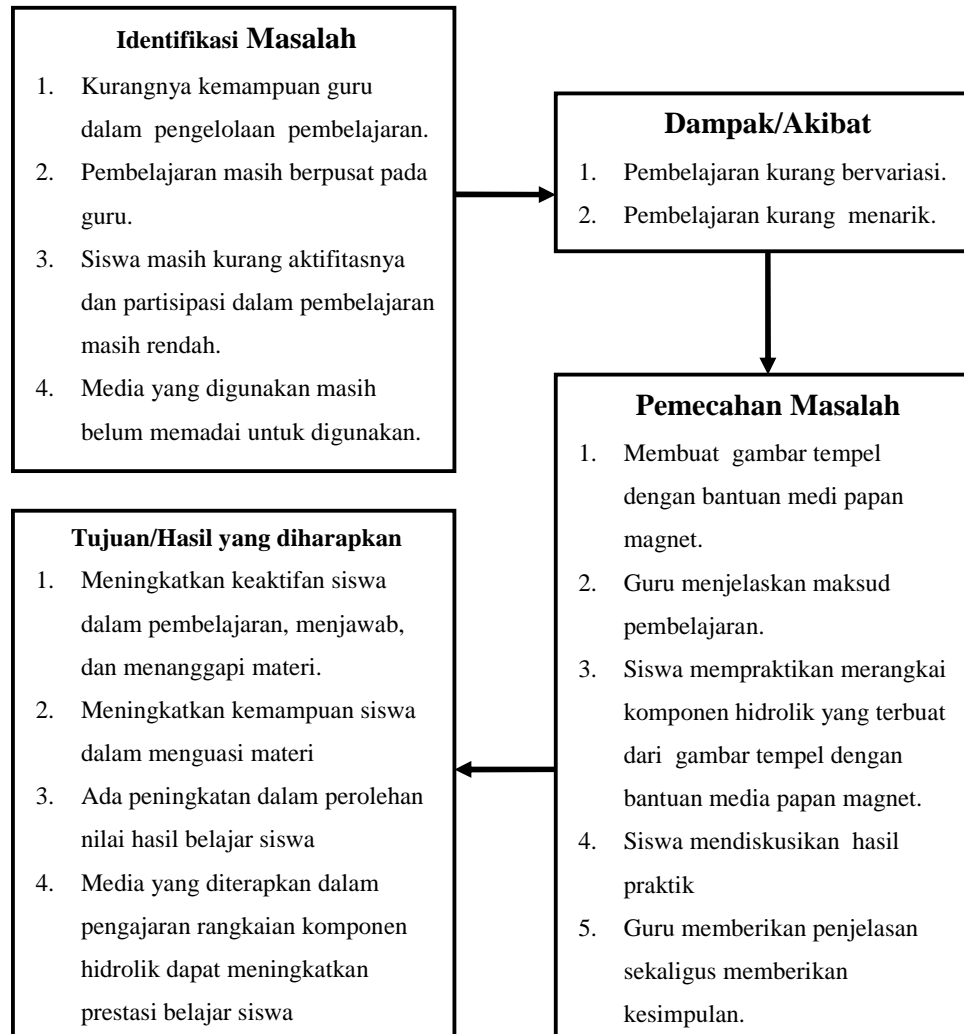 Identifikasi Masalah
1. Kurangnya kemampuan guru
dalam pengelolaan pembelajaran.
2. Pembelajaran masih berpusat pada
guru.
3. Siswa masih kurang aktifitasnya
dan partisipasi dalam pembelajaran
masih rendah.
4. Media yang digunakan masih
belum memadai untuk digunakan.
Dampak/Akibat
1. Pembelajaran kurang bervariasi.
2. Pembelajaran kurang menarik.
Pemecahan Masalah
1. Membuat gambar tempel
dengan bantuan medi papan
magnet.
2. Guru menjelaskan maksud
pembelajaran.
3. Siswa mempraktikan merangkai
komponen hidrolik yang terbuat
dari gambar tempel dengan
bantuan media papan magnet.
4. Siswa mendiskusikan hasil
praktik
5. Guru memberikan penjelasan
sekaligus memberikan
kesimpulan.
Tujuan/Hasil yang diharapkan
1. Meningkatkan keaktifan siswa
dalam pembelajaran, menjawab,
dan menanggapi materi.
2. Meningkatkan kemampuan siswa
dalam menguasi materi
3. Ada peningkatan dalam perolehan
nilai hasil belajar siswa
4. Media yang diterapkan dalam
pengajaran rangkaian komponen
hidrolik dapat meningkatkan
prestasi belajar siswa